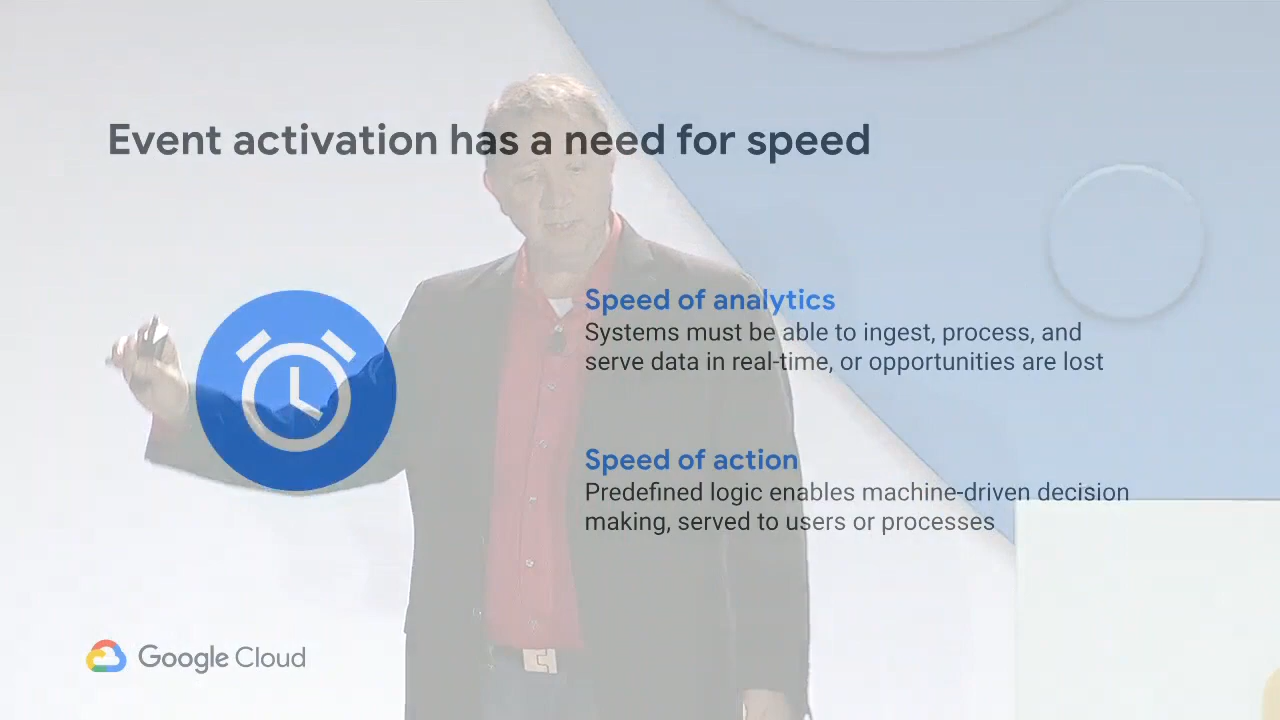 Event activation has a need for speed
Speed of analytics
Systems must be able to ingest, process, and
serve data in real-time, or opportunities are lost
Speed of action
Predefined logic enables machine-driven decision
making, served to users or processes
Google Cloud